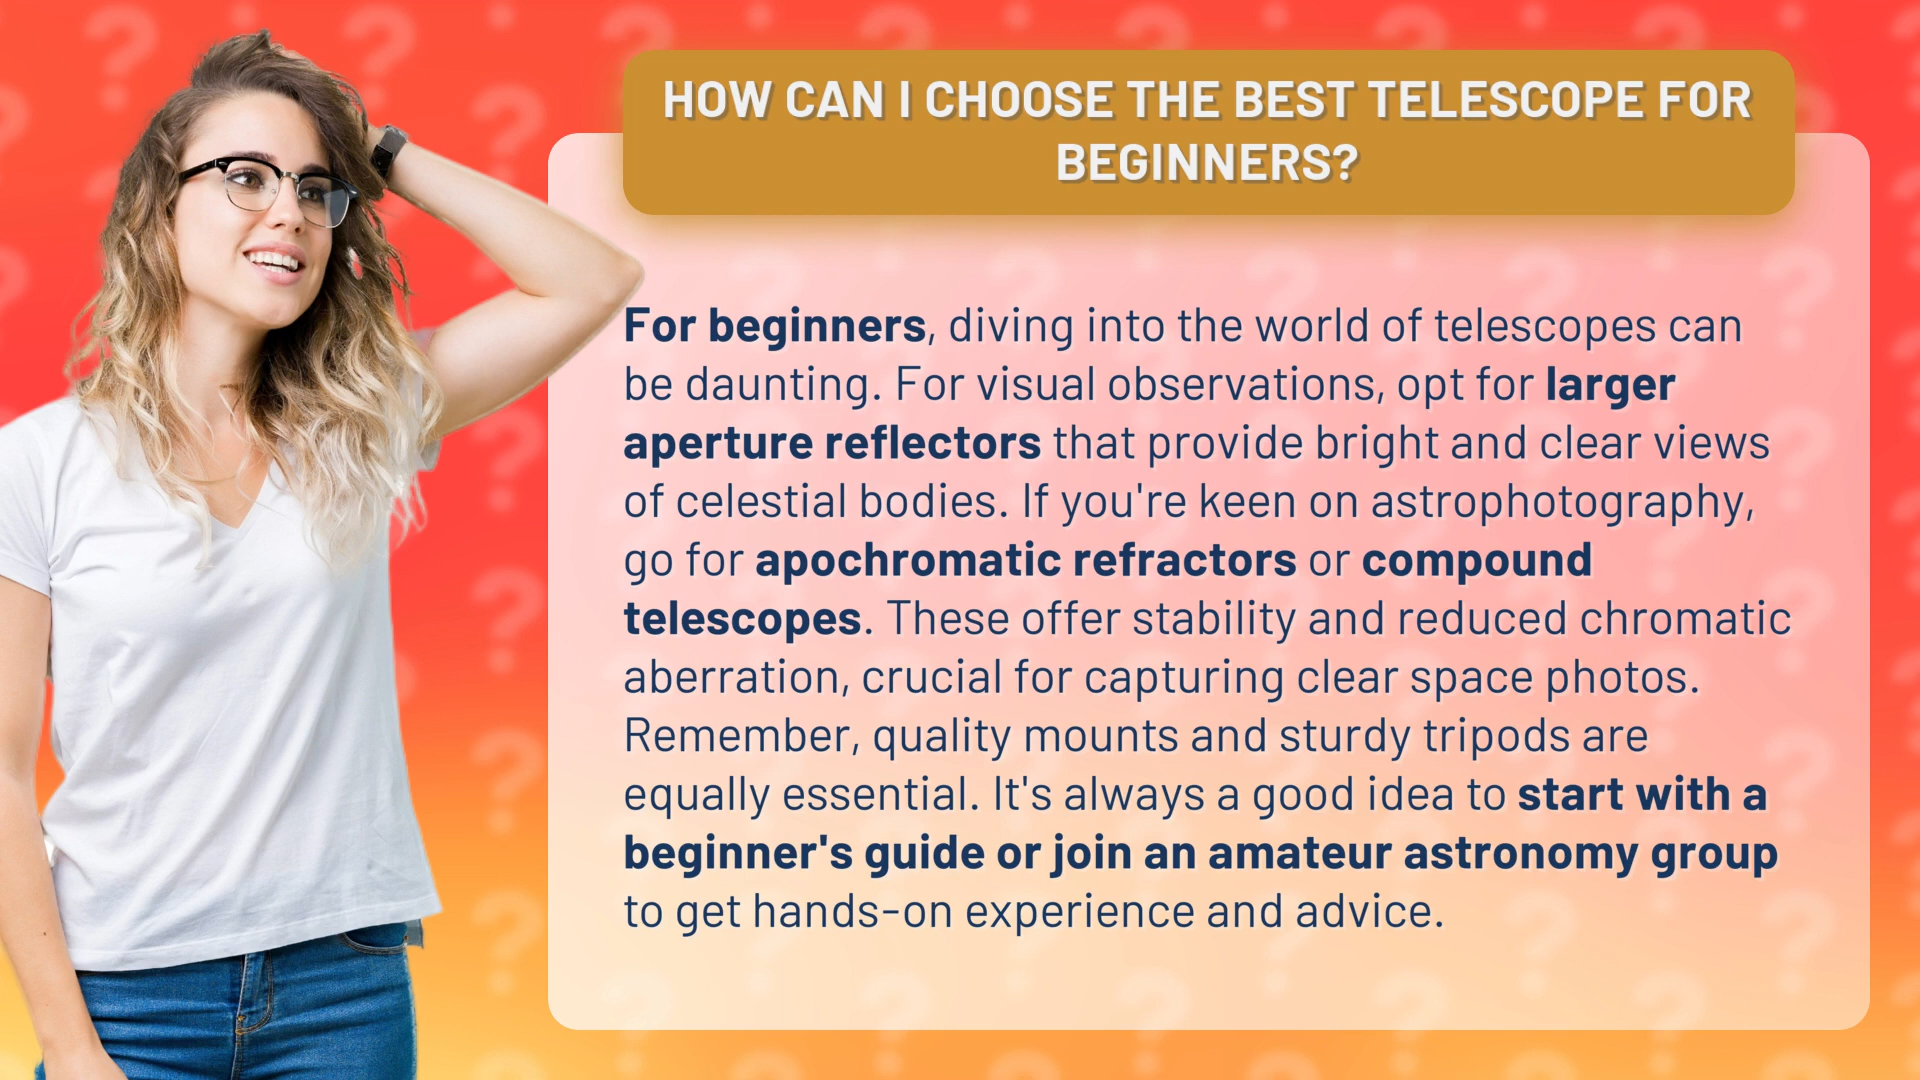 HOW CAN I CHOOSE THE BEST TELESCOPE FOR
BEGINNERS?
For beginners, diving into the world of telescopes can
be daunting. For visual observations, opt for larger
aperture reflectors that provide bright and clear views
of celestial bodies. If you're keen on astrophotography,
go for apochromatic refractors or compound
telescopes. These offer stability and reduced chromatic
aberration, crucial for capturing clear space photos.
Remember, quality mounts and sturdy tripods are
equally essential. It's always a good idea to start with a
beginner's guide or join an amateur astronomy group
to get hands-on experience and advice.